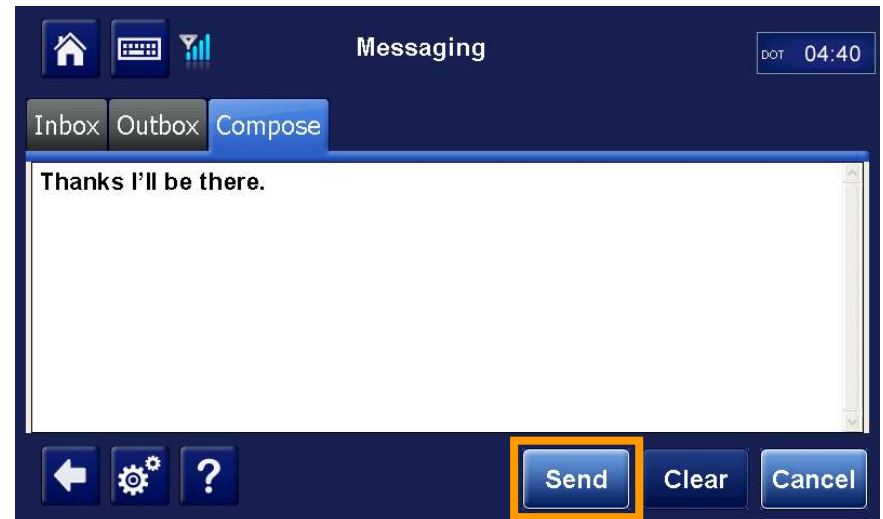 Messaging
DOT 04:40
Inbox Outbox Compose
Thanks I'll be there.
? Send Clear Cancel